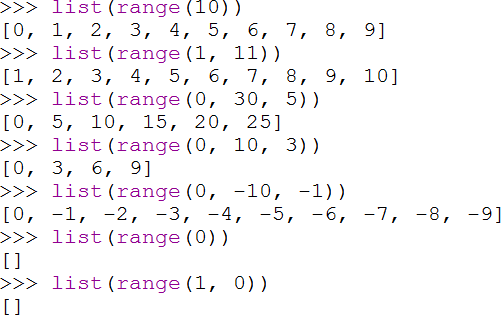 >>> list(range(10))
[0, 1, 2, 3, 4, 5, 6, 7, 8, 9]
>>> list(range(1, 11))
[1, 2, 3, 4, 5, 6, 7, 8, 9, 10]
>>> list(range(0, 30, 5))
[0, 5, 10, 15, 20, 25]
>>> list(range(0, 10, 3))
[0, 3, 6, 9]
>>> list(range(0, -10, -1))
[0, -1, -2, -3, -4, -5, -6, -7, -8, -9]
>>> list(range(0))
[]
>>> list(range(1, 0))
[]